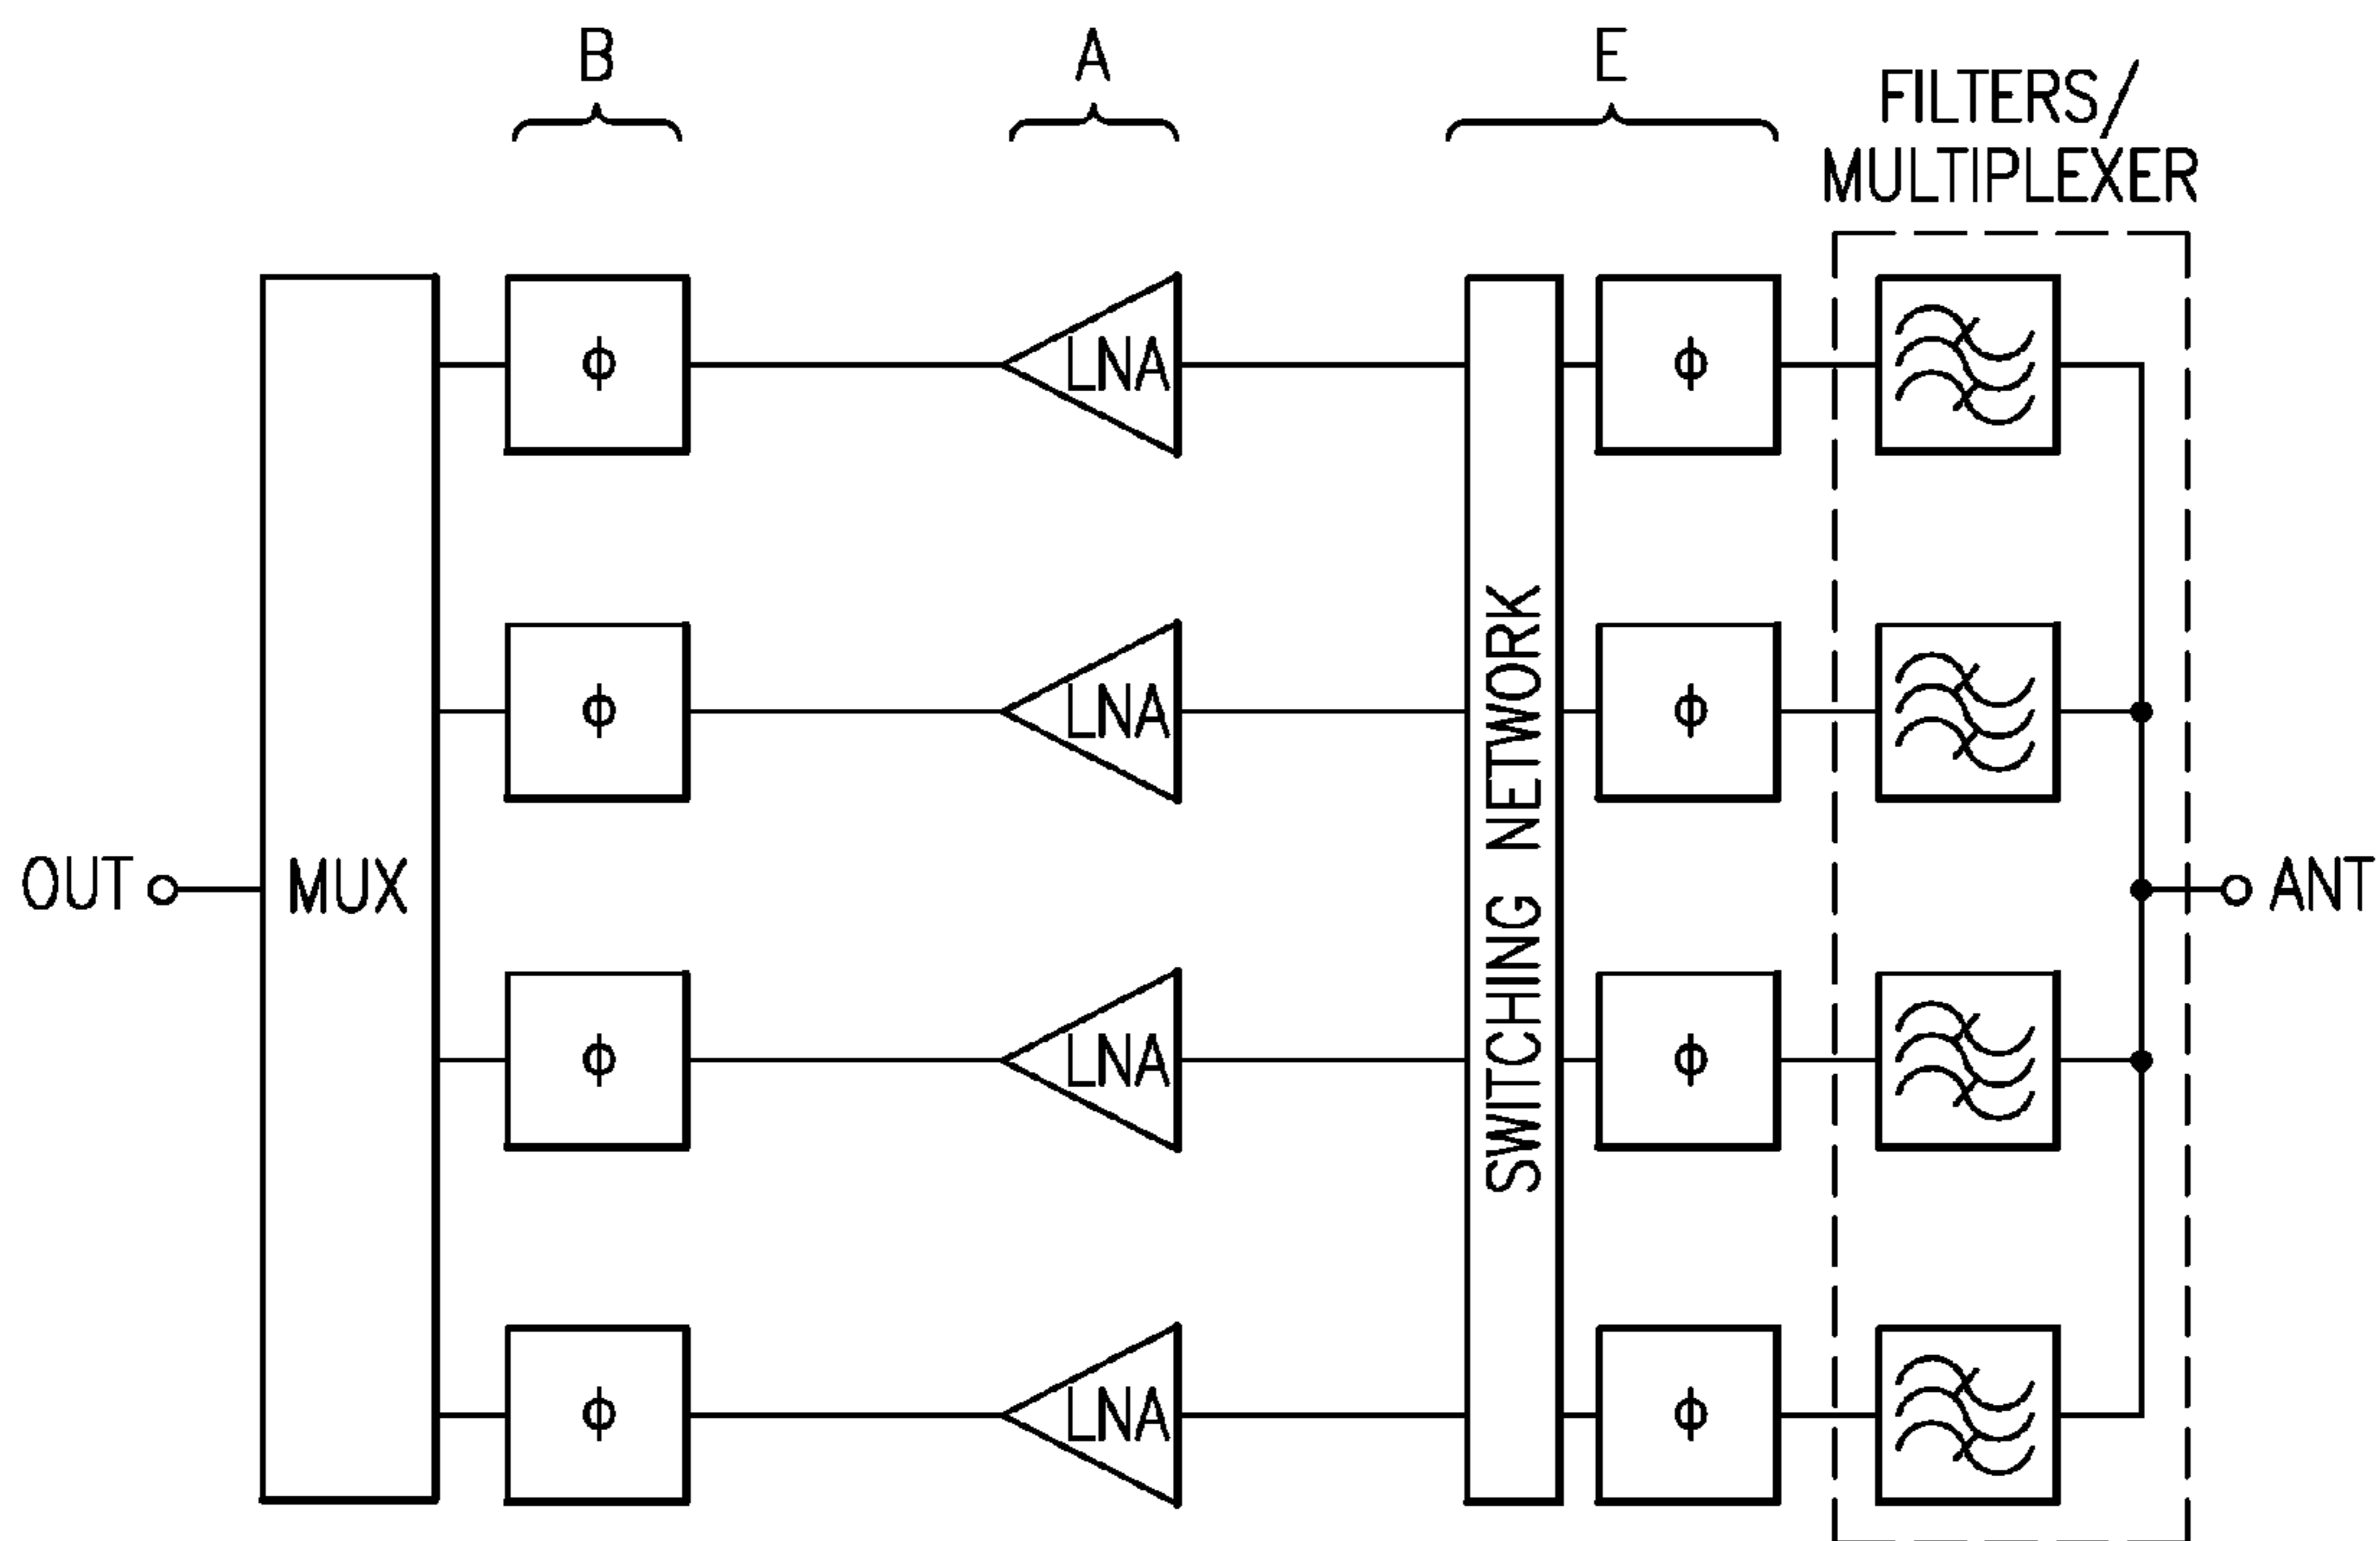 B
A
E
FILTERS/
MULTIPLEXER
ϕ
LNA
ϕ
ϕ
LNA
ϕ
OUT
MUX
SWITCHING NETWORK
ANT
ϕ
LNA
ϕ
ϕ
LNA
ϕ